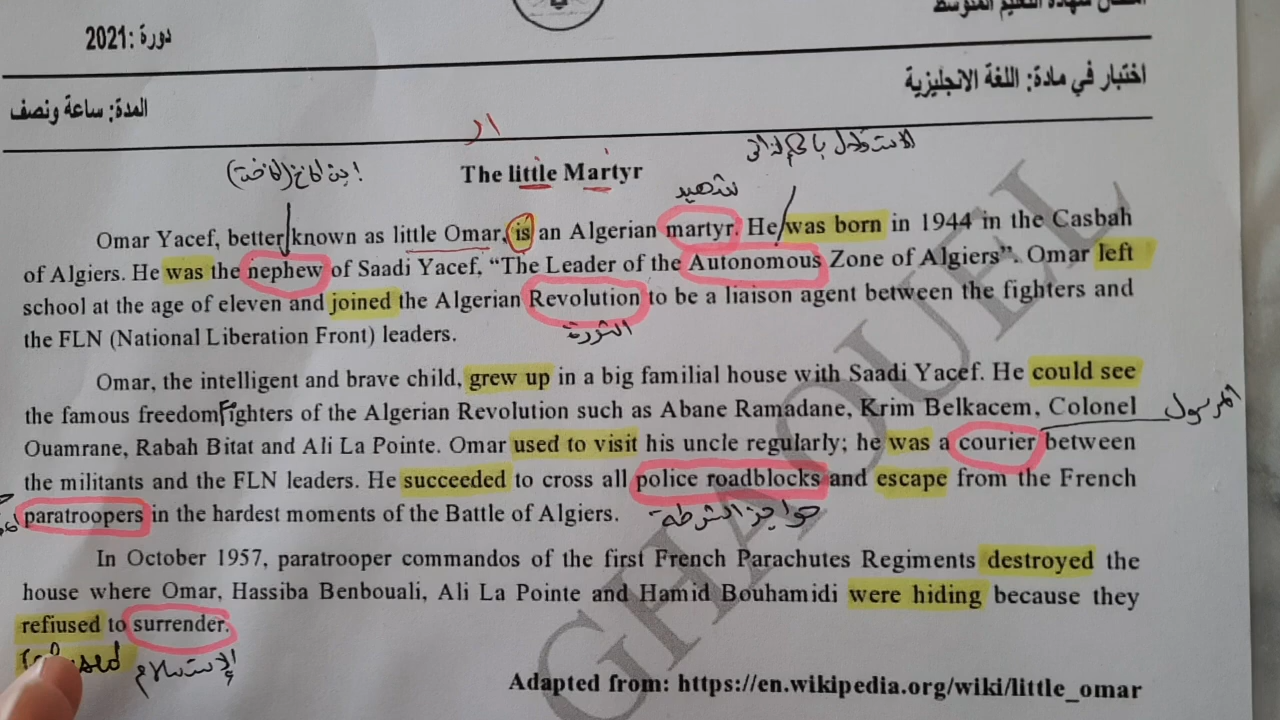 امتحان شهادة التعليم المتوسط
دورة :2021
اختبار في مادة: اللغة الانجليزية
المدة: ساعة ونصف
The little Martyr
شهيد
Omar Yacef, better known as little Omar, is an Algerian martyr. He was born in 1944 in the Casbah
of Algiers. He was the nephew of Saadi Yacef, “The Leader of the Autonomous Zone of Algiers”. Omar left
school at the age of eleven and joined the Algerian Revolution to be a liaison agent between the fighters and
the FLN (National Liberation Front) leaders.
الثورة
Omar, the intelligent and brave child, grew up in a big familial house with Saadi Yacef. He could see
the famous freedom Fighters of the Algerian Revolution such as Abane Ramadane, Krim Belkacem, Colonel
المرسول
Ouamrane, Rabah Bitat and Ali La Pointe. Omar used to visit his uncle regularly; he was a courier between
the militants and the FLN leaders. He succeeded to cross all police roadblocks and escape from the French
paratroopers in the hardest moments of the Battle of Algiers.
حواجز الشرطة
In October 1957, paratrooper commandos of the first French Parachutes Regiments destroyed the
house where Omar, Hassiba Benbouali, Ali La Pointe and Hamid Bouhamidi were hiding because they
refiused to surrender.
الإستسلام
Adapted from: https://en.wikipedia.org/wiki/little_omar
GHAOUEL